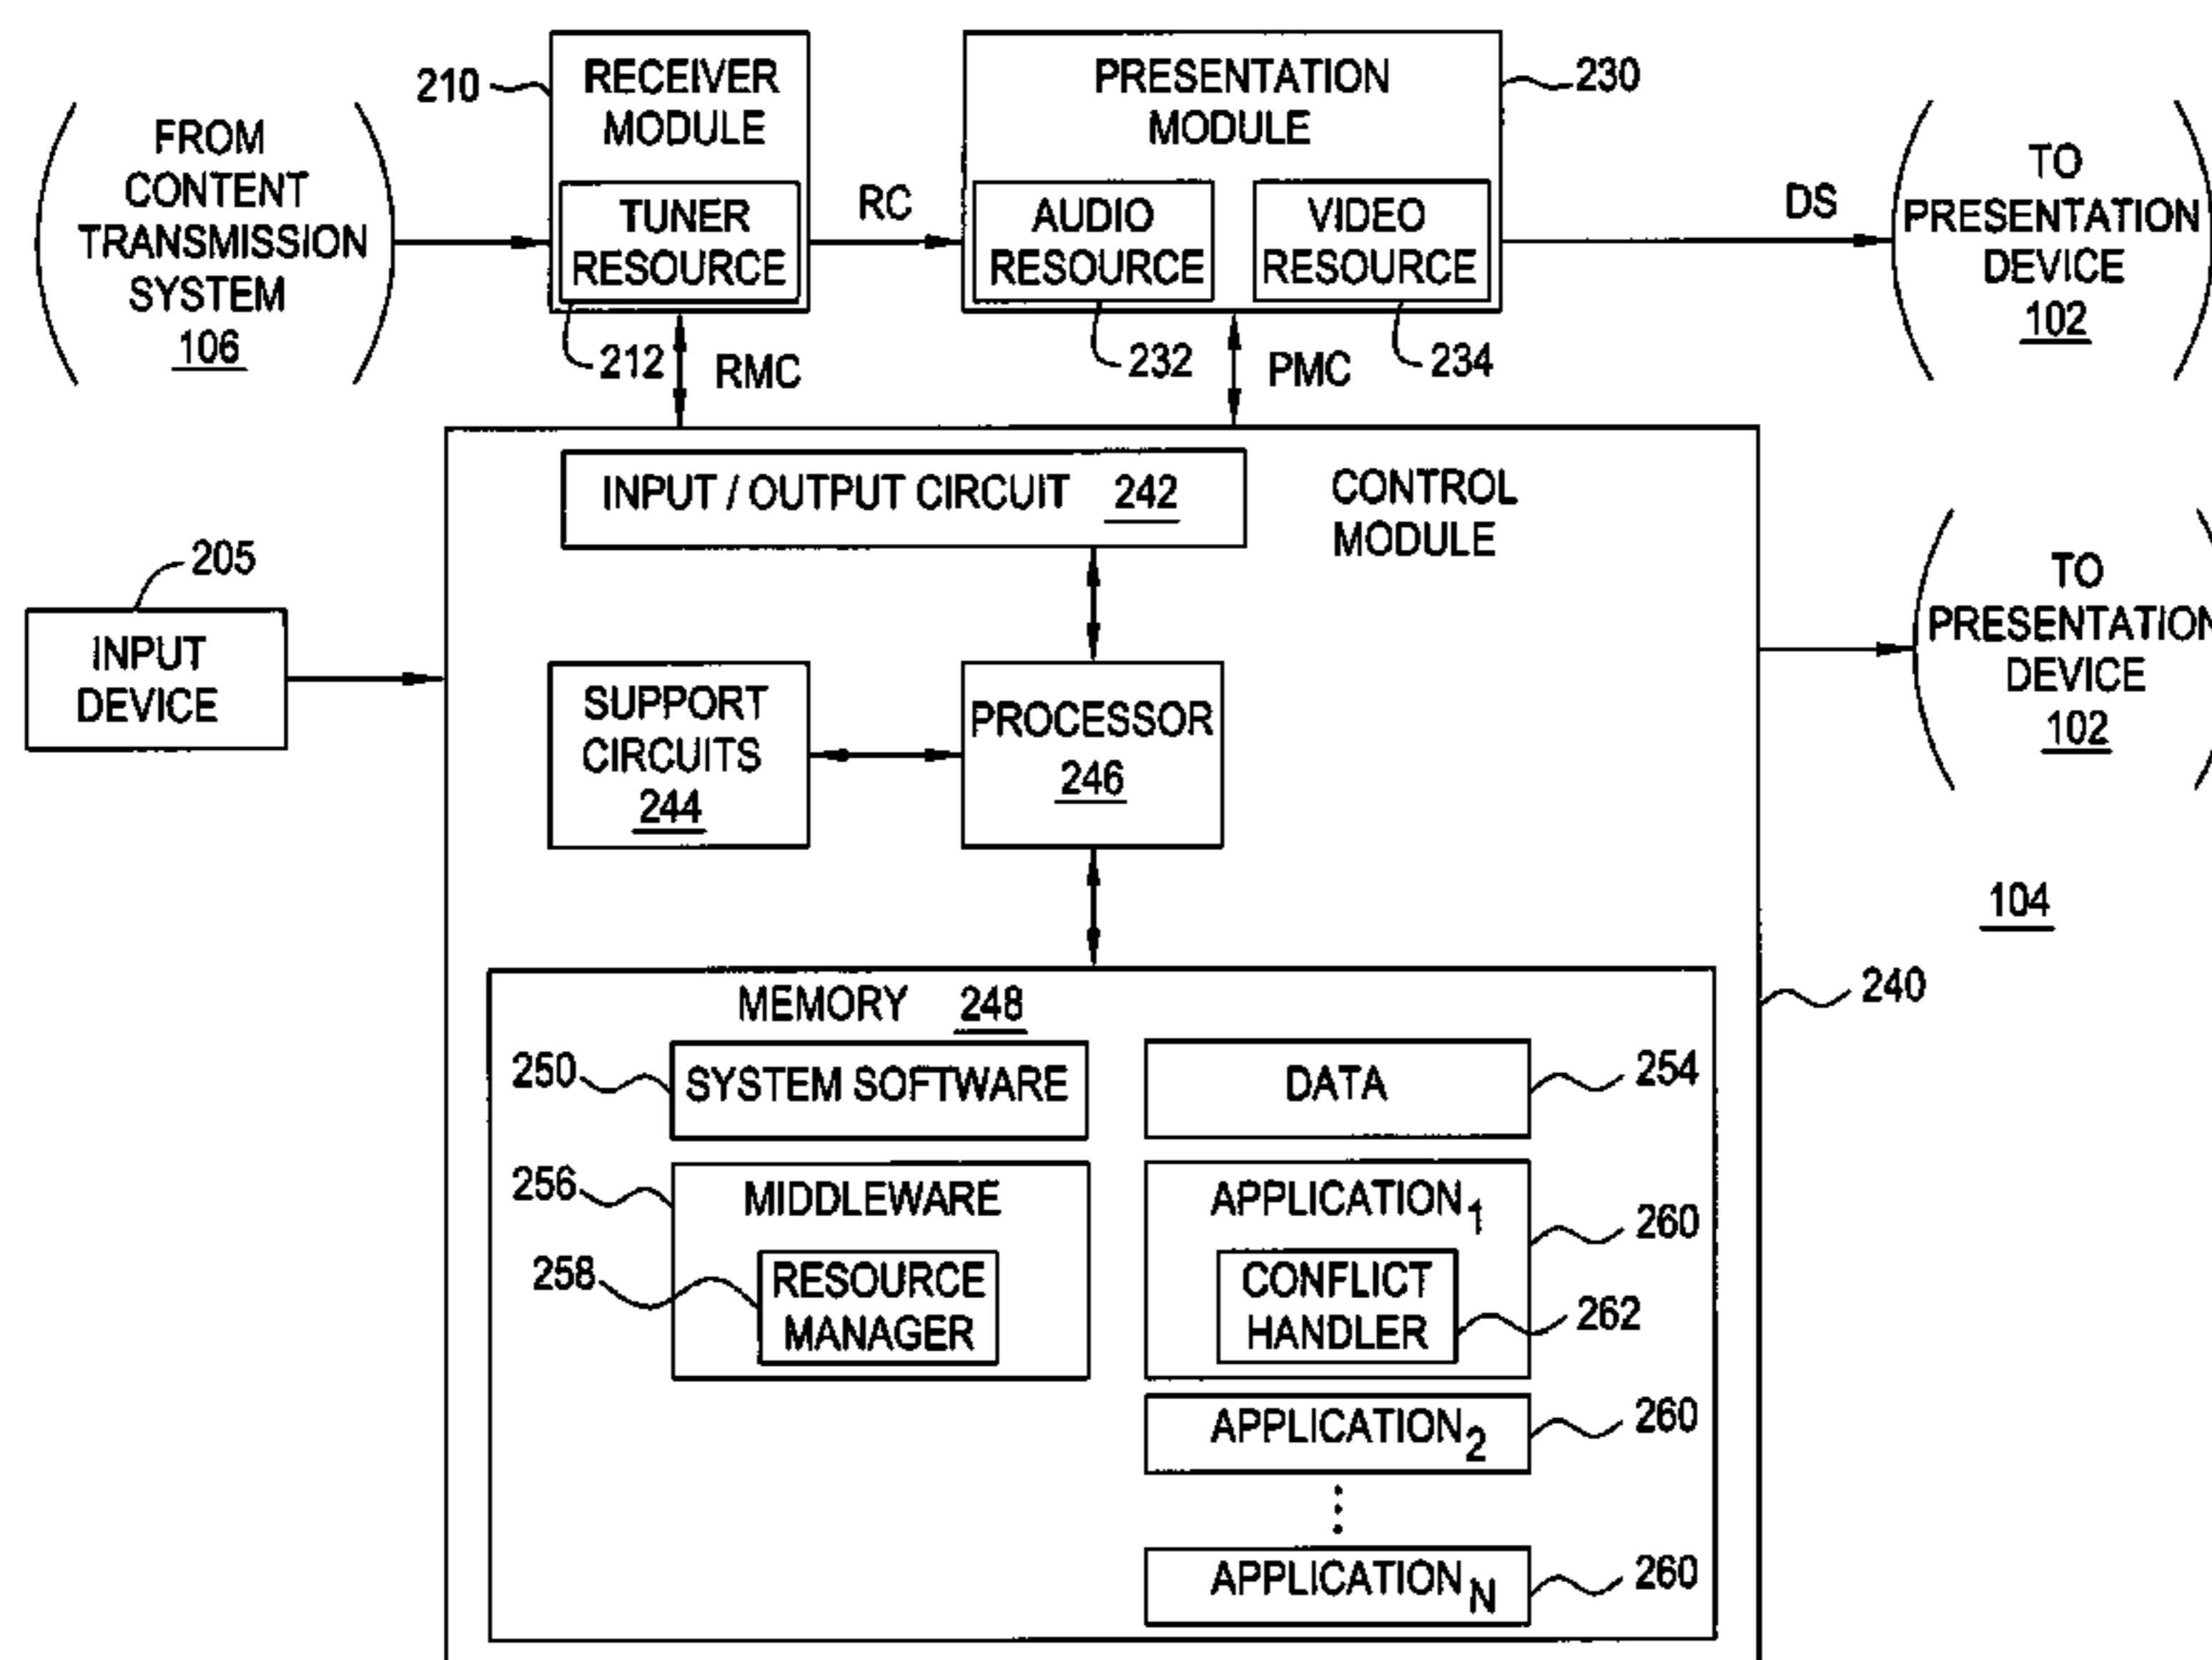 210
RECEIVER
MODULE
TUNER
RESOURCE
212
PRESENTATION
MODULE
230
AUDIO
RESOURCE
232
VIDEO
RESOURCE
234
FROM
CONTENT
TRANSMISSION
SYSTEM
106
RC
DS
TO
PRESENTATION
DEVICE
102
RMC
PMC
INPUT / OUTPUT CIRCUIT 242
CONTROL
MODULE
205
INPUT
DEVICE
SUPPORT
CIRCUITS
244
PROCESSOR
246
TO
PRESENTATION
DEVICE
102
104
240
MEMORY 248
250
SYSTEM SOFTWARE
DATA
254
256
MIDDLEWARE
258
RESOURCE
MANAGER
APPLICATION1
260
CONFLICT
HANDLER
262
APPLICATION2
260
APPLICATIONN
260